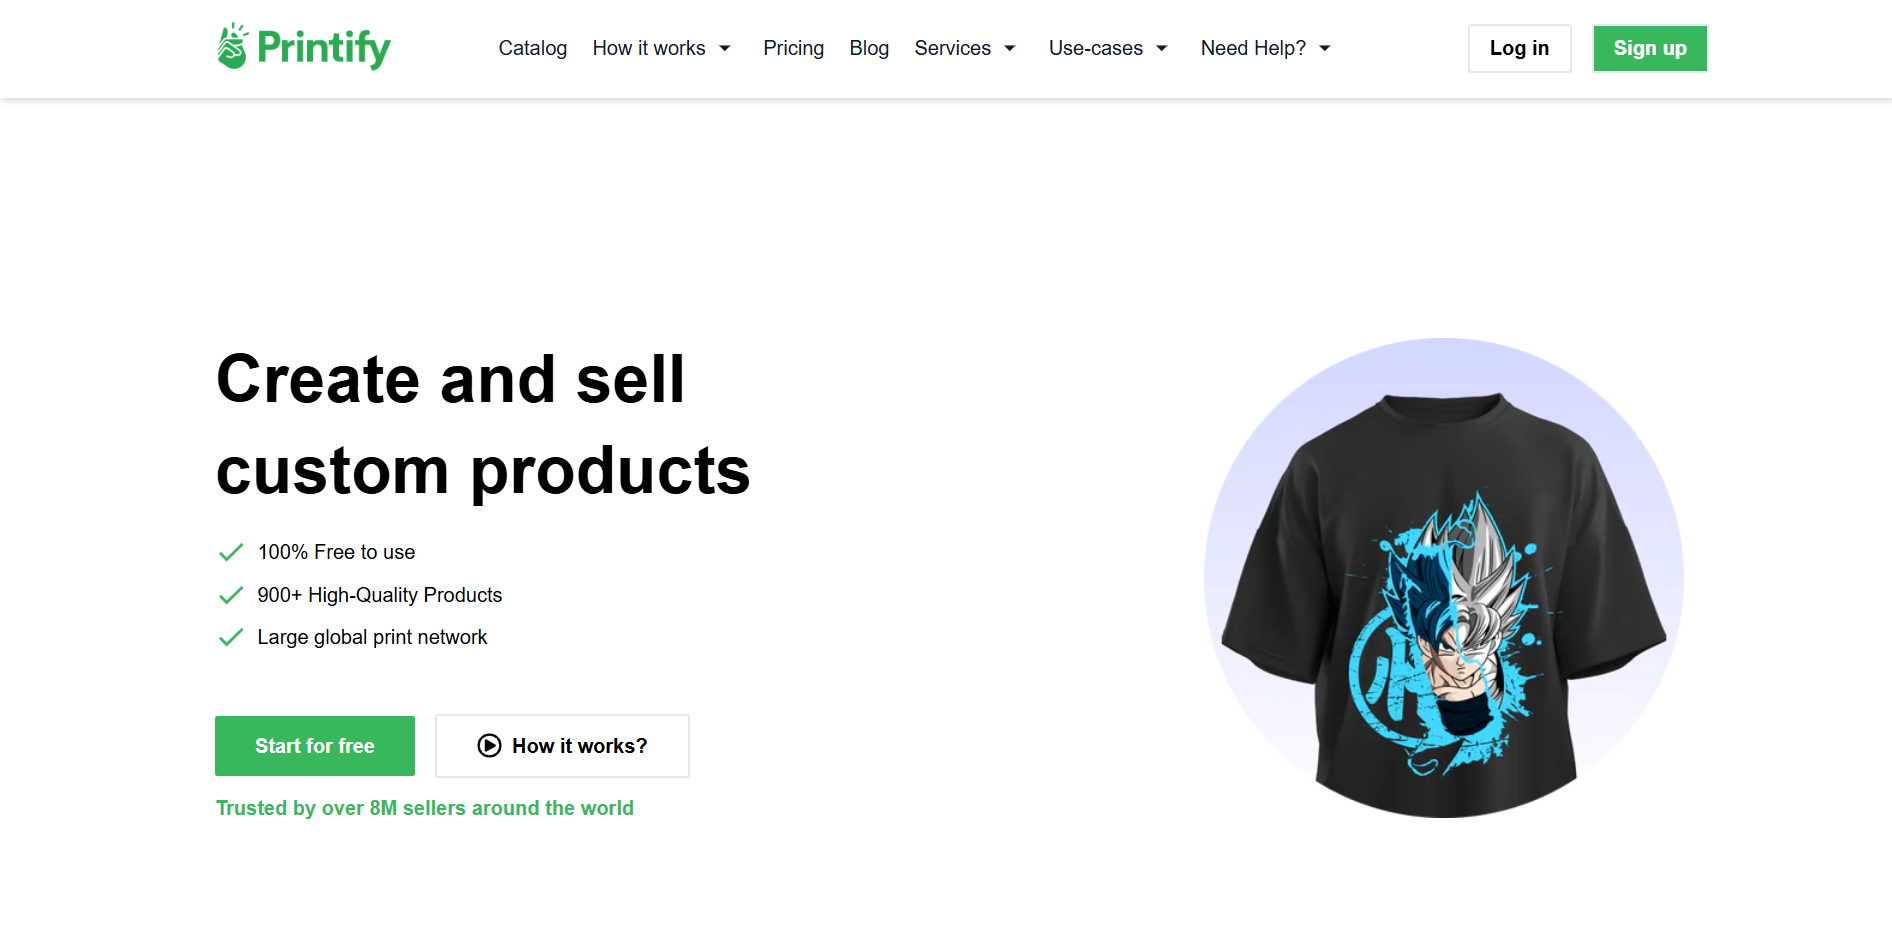 Printify
Catalog How it works Pricing Blog Services Use-cases Need Help?
Log in Sign up
Create and sell
custom products
100% Free to use
900+ High-Quality Products
Large global print network
Start for free How it works?
Trusted by over 8M sellers around the world